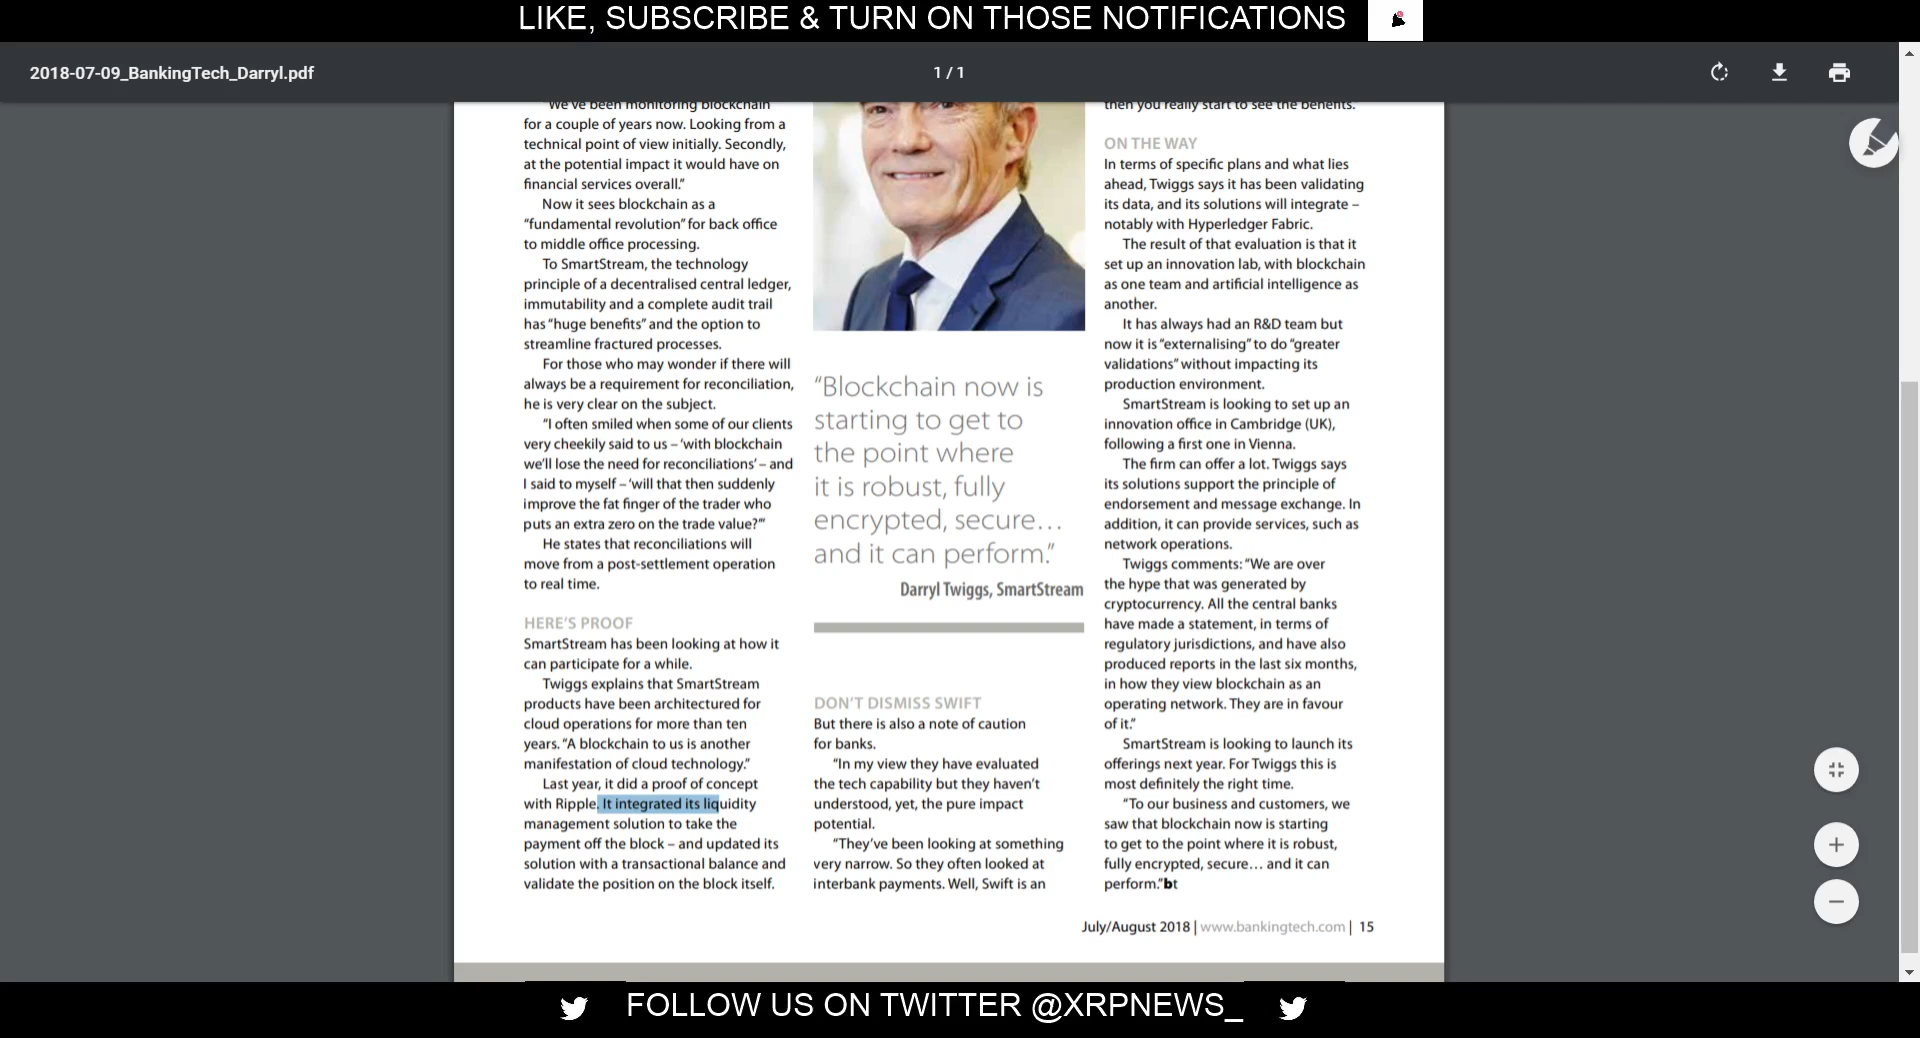 LIKE, SUBSCRIBE & TURN ON THOSE NOTIFICATIONS
2018-07-09_BankingTech_Darryl.pdf
1 / 1
"We've been monitoring blockchain
for a couple of years now. Looking from a
technical point of view initially. Secondly,
at the potential impact it would have on
financial services overall."
Now it sees blockchain as a
“fundamental revolution” for back office
to middle office processing.
To SmartStream, the technology
principle of a decentralised central ledger,
immutability and a complete audit trail
has “huge benefits” and the option to
streamline fractured processes.
For those who may wonder if there will
always be a requirement for reconciliation,
he is very clear on the subject.
“I often smiled when some of our clients
very cheekily said to us – ‘with blockchain
we’ll lose the need for reconciliations’ – and
I said to myself – ‘will that then suddenly
improve the fat finger of the trader who
puts an extra zero on the trade value?’”
He states that reconciliations will
move from a post-settlement operation
to real time.
HERE’S PROOF
SmartStream has been looking at how it
can participate for a while.
Twiggs explains that SmartStream
products have been architectured for
cloud operations for more than ten
years. “A blockchain to us is another
manifestation of cloud technology.”
Last year, it did a proof of concept
with Ripple. It integrated its liquidity
management solution to take the
payment off the block – and updated its
solution with a transactional balance and
validate the position on the block itself.
“Blockchain now is
starting to get to
the point where
it is robust, fully
encrypted, secure…
and it can perform.”
Darryl Twiggs, SmartStream
DON’T DISMISS SWIFT
But there is also a note of caution
for banks.
“In my view they have evaluated
the tech capability but they haven’t
understood, yet, the pure impact
potential.
“They’ve been looking at something
very narrow. So they often looked at
interbank payments. Well, Swift is an
then you really start to see the benefits.
ON THE WAY
In terms of specific plans and what lies
ahead, Twiggs says it has been validating
its data, and its solutions will integrate –
notably with Hyperledger Fabric.
The result of that evaluation is that it
set up an innovation lab, with blockchain
as one team and artificial intelligence as
another.
It has always had an R&D team but
now it is “externalising” to do “greater
validations” without impacting its
production environment.
SmartStream is looking to set up an
innovation office in Cambridge (UK),
following a first one in Vienna.
The firm can offer a lot. Twiggs says
its solutions support the principle of
endorsement and message exchange. In
addition, it can provide services, such as
network operations.
Twiggs comments: “We are over
the hype that was generated by
cryptocurrency. All the central banks
have made a statement, in terms of
regulatory jurisdictions, and have also
produced reports in the last six months,
in how they view blockchain as an
operating network. They are in favour
of it.”
SmartStream is looking to launch its
offerings next year. For Twiggs this is
most definitely the right time.
“To our business and customers, we
saw that blockchain now is starting
to get to the point where it is robust,
fully encrypted, secure… and it can
perform.” bt
July/August 2018 | www.bankingtech.com | 15
FOLLOW US ON TWITTER @XRPNEWS_